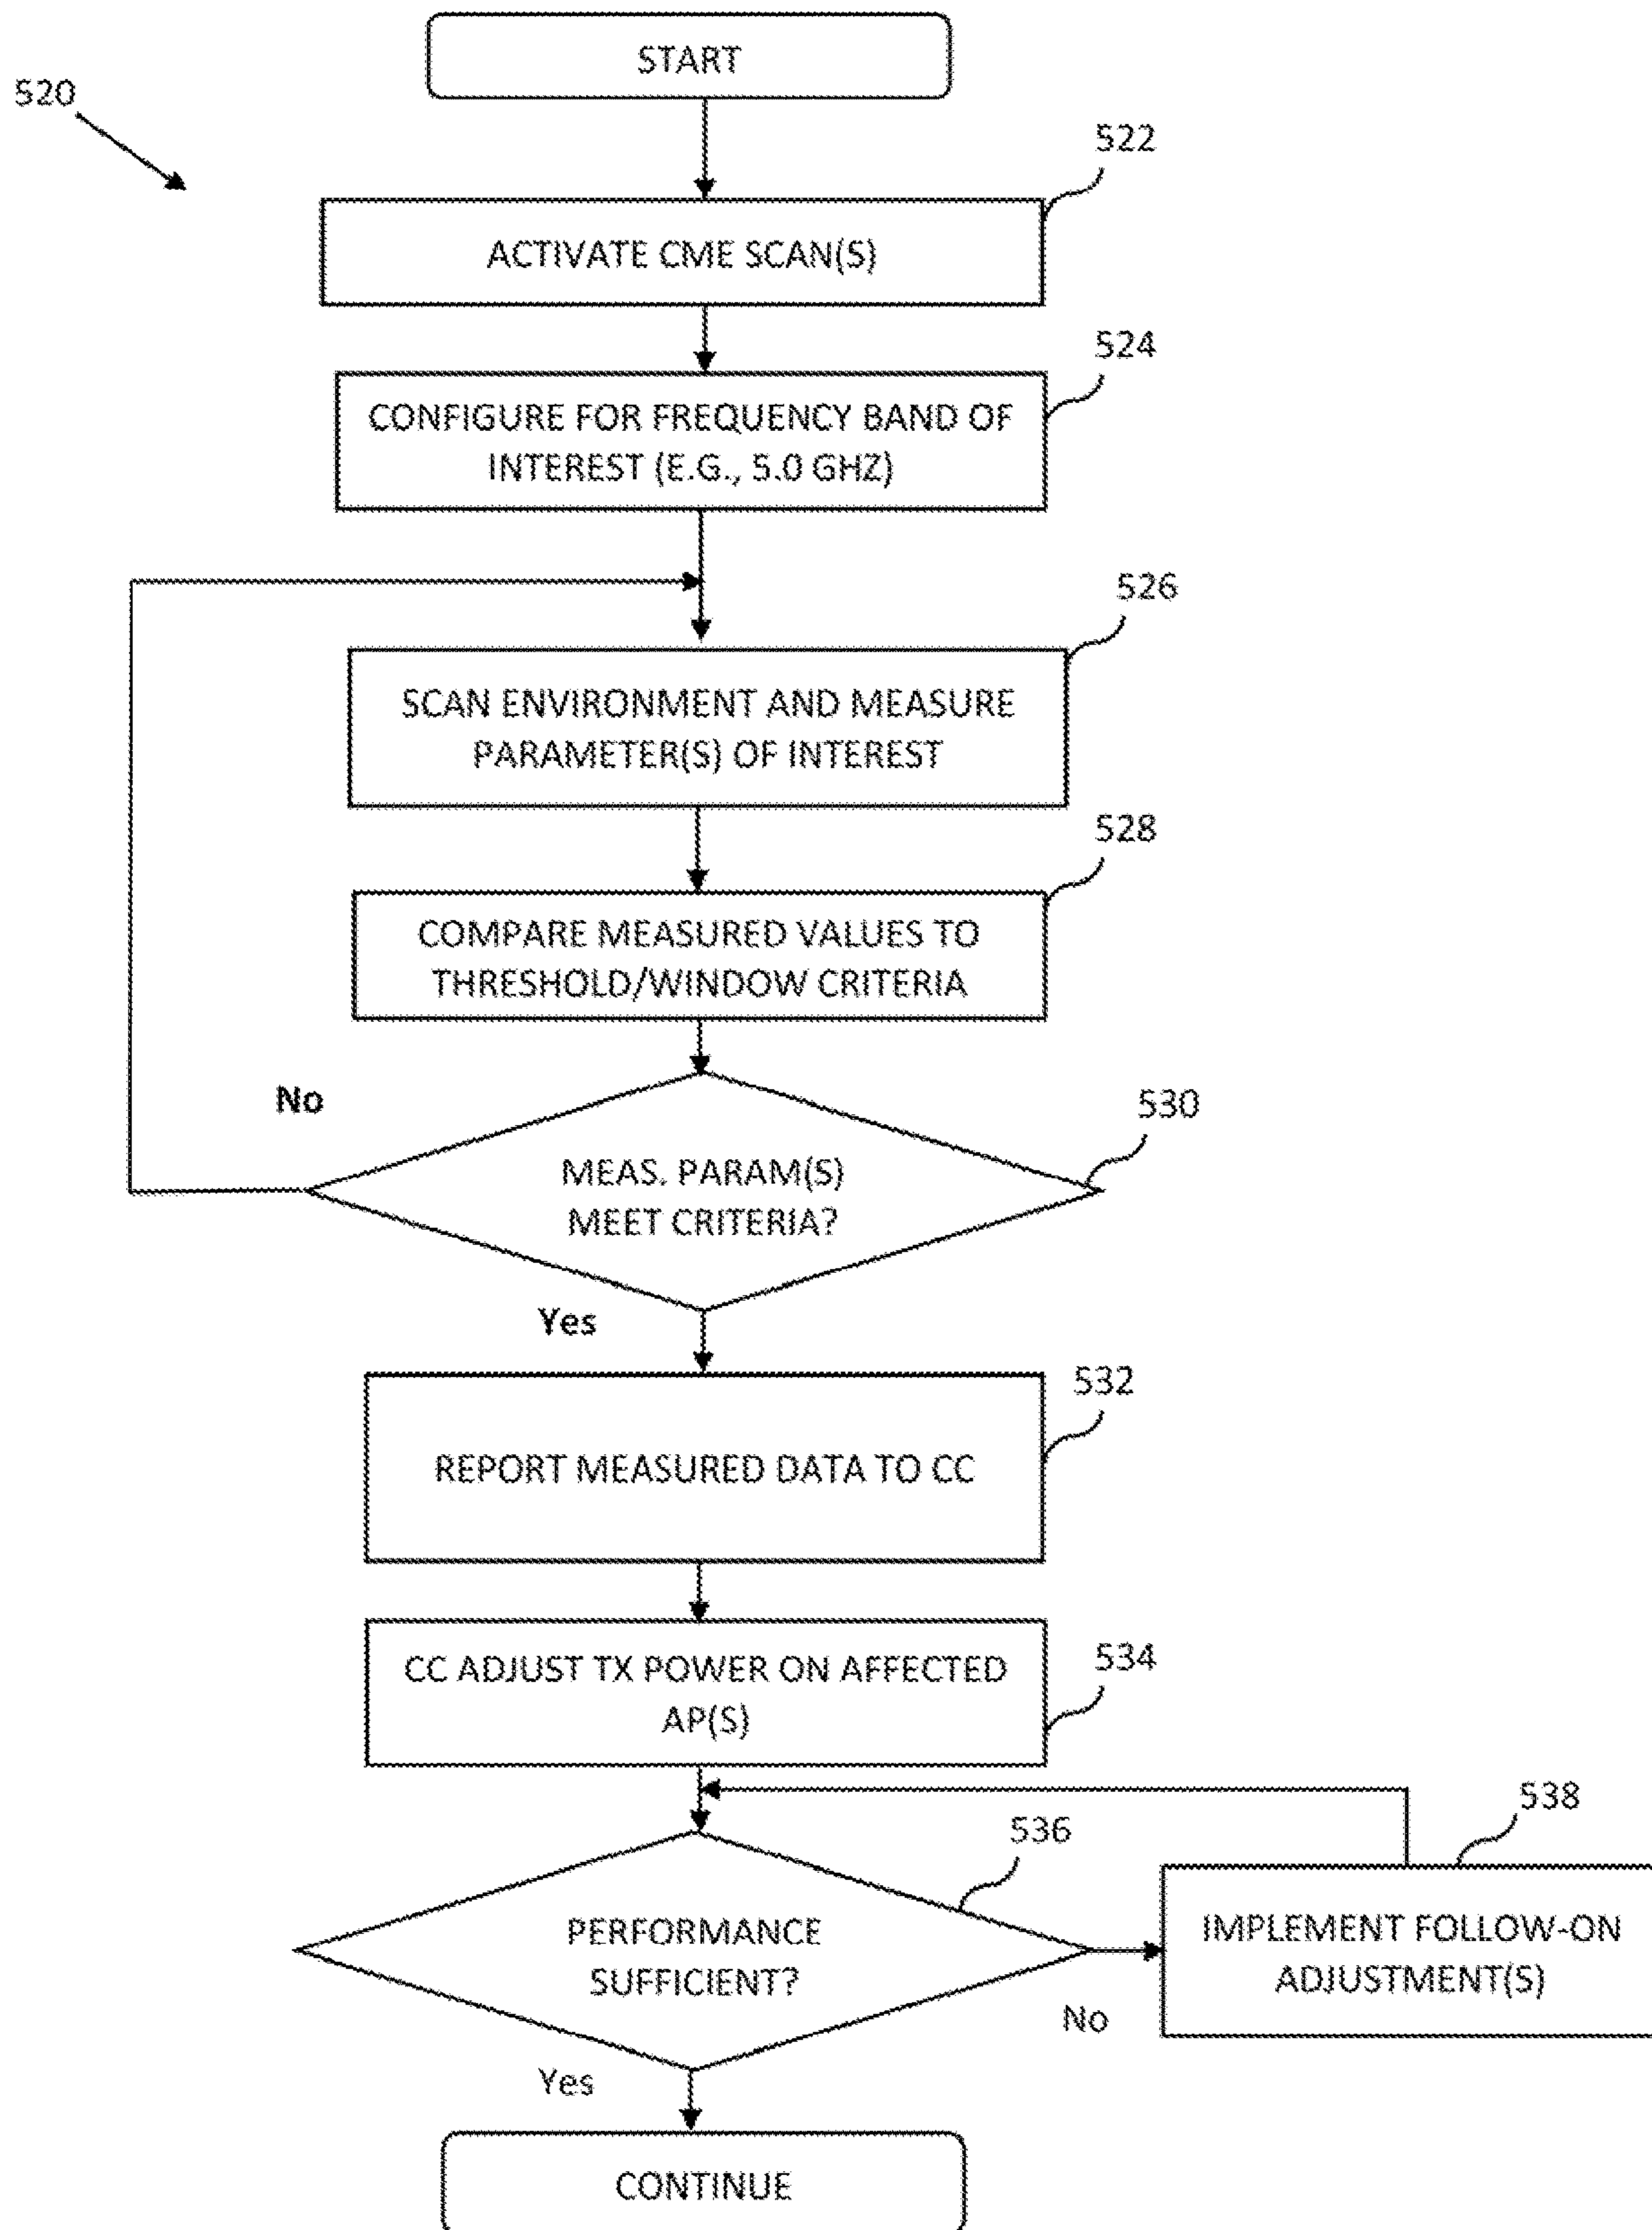 START
520
522
ACTIVATE CME SCAN(S)
524
CONFIGURE FOR FREQUENCY BAND OF
INTEREST (E.G., 5.0 GHZ)
526
SCAN ENVIRONMENT AND MEASURE
PARAMETER(S) OF INTEREST
528
COMPARE MEASURED VALUES TO
THRESHOLD/WINDOW CRITERIA
No
530
MEAS. PARAM(S)
MEET CRITERIA?
Yes
532
REPORT MEASURED DATA TO CC
534
CC ADJUST TX POWER ON AFFECTED
AP(S)
536
538
PERFORMANCE
SUFFICIENT?
IMPLEMENT FOLLOW-ON
ADJUSTMENT(S)
No
Yes
CONTINUE